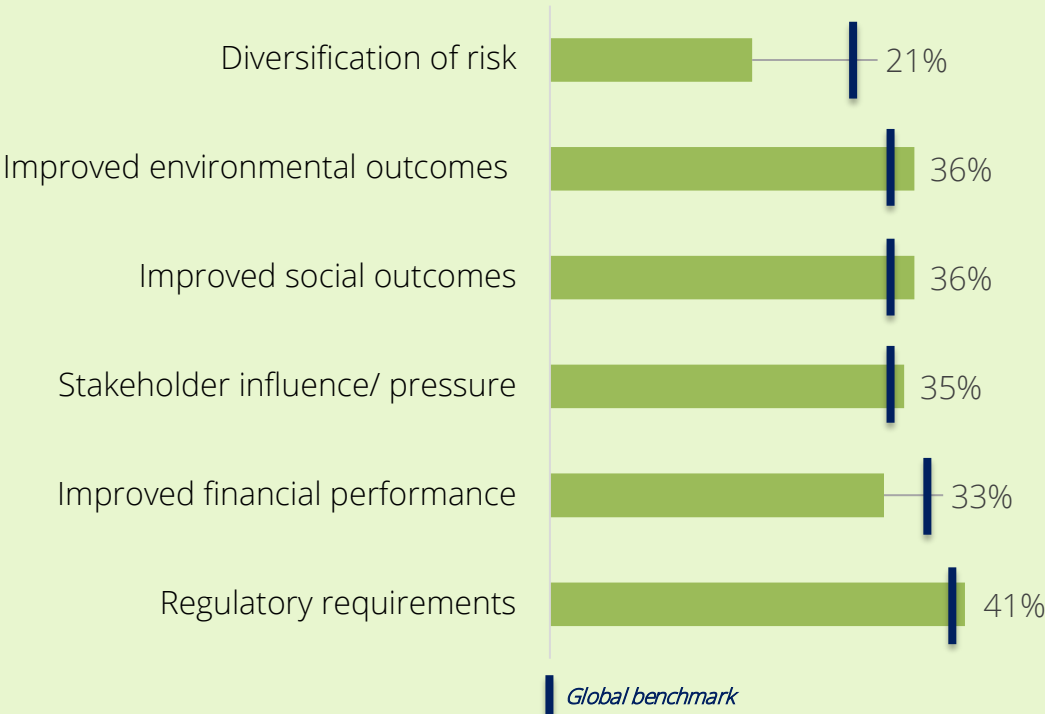 Diversification of risk 21%
Improved environmental outcomes 36%
Improved social outcomes 36%
Stakeholder influence/ pressure 35%
Improved financial performance 33%
Regulatory requirements 41%
Global benchmark